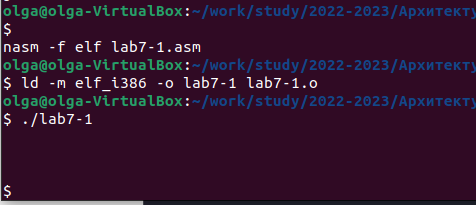 olga@olga-VirtualBox:~/work/study/2022-2023/Архитекту
$
nasm -f elf lab7-1.asm
olga@olga-VirtualBox:~/work/study/2022-2023/Архитекту
$ ld -m elf_i386 -o lab7-1 lab7-1.o
olga@olga-VirtualBox:~/work/study/2022-2023/Архитекту
$ ./lab7-1
$